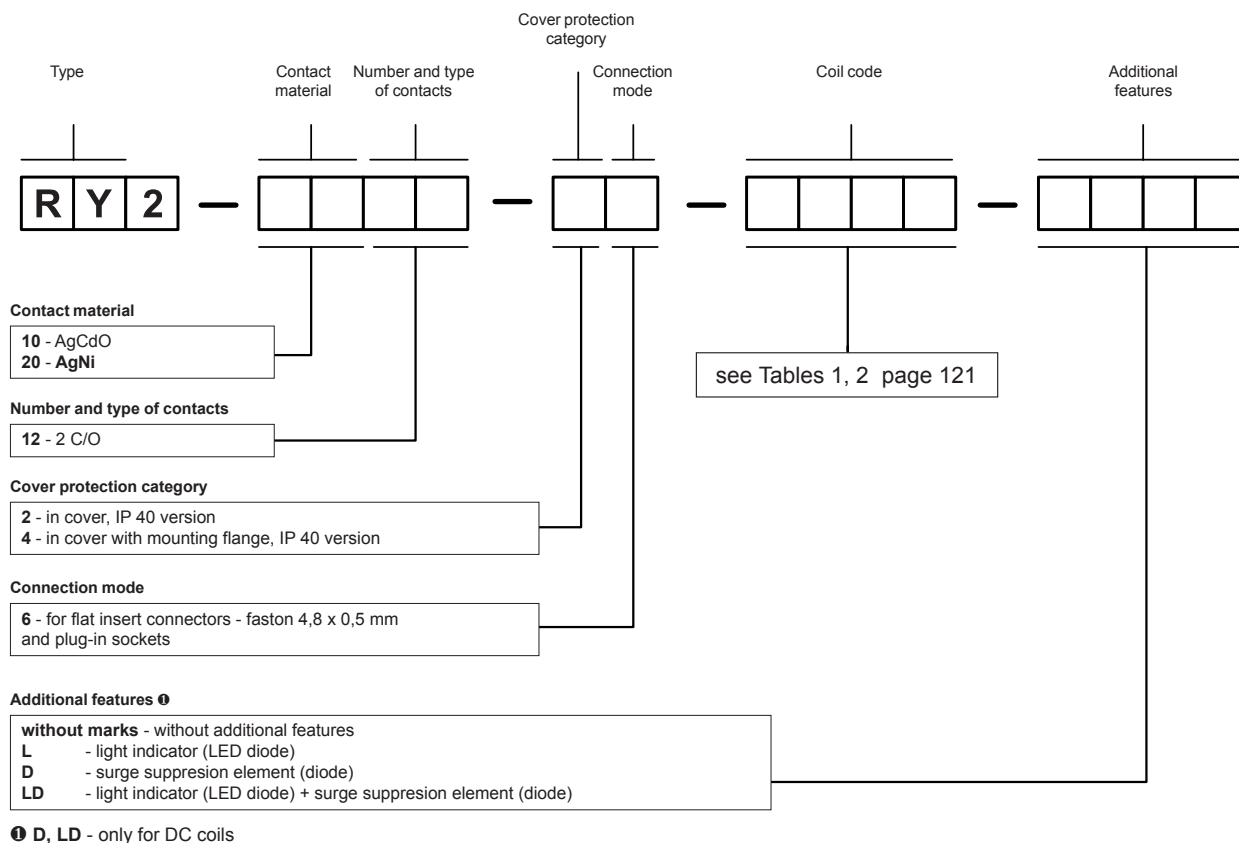 Cover protection
category
Type
Contact
material
Number and type
of contacts
Connection
mode
Coil code
Additional
features
R Y 2 — — — —
Contact material
10 - AgCdO
20 - AgNi
see Tables 1, 2 page 121
Number and type of contacts
12 - 2 C/O
Cover protection category
2 - in cover, IP 40 version
4 - in cover with mounting flange, IP 40 version
Connection mode
6 - for flat insert connectors - faston 4,8 x 0,5 mm
and plug-in sockets
Additional features ❶
without marks - without additional features
L - light indicator (LED diode)
D - surge suppresion element (diode)
LD - light indicator (LED diode) + surge suppresion element (diode)
❶ D, LD - only for DC coils